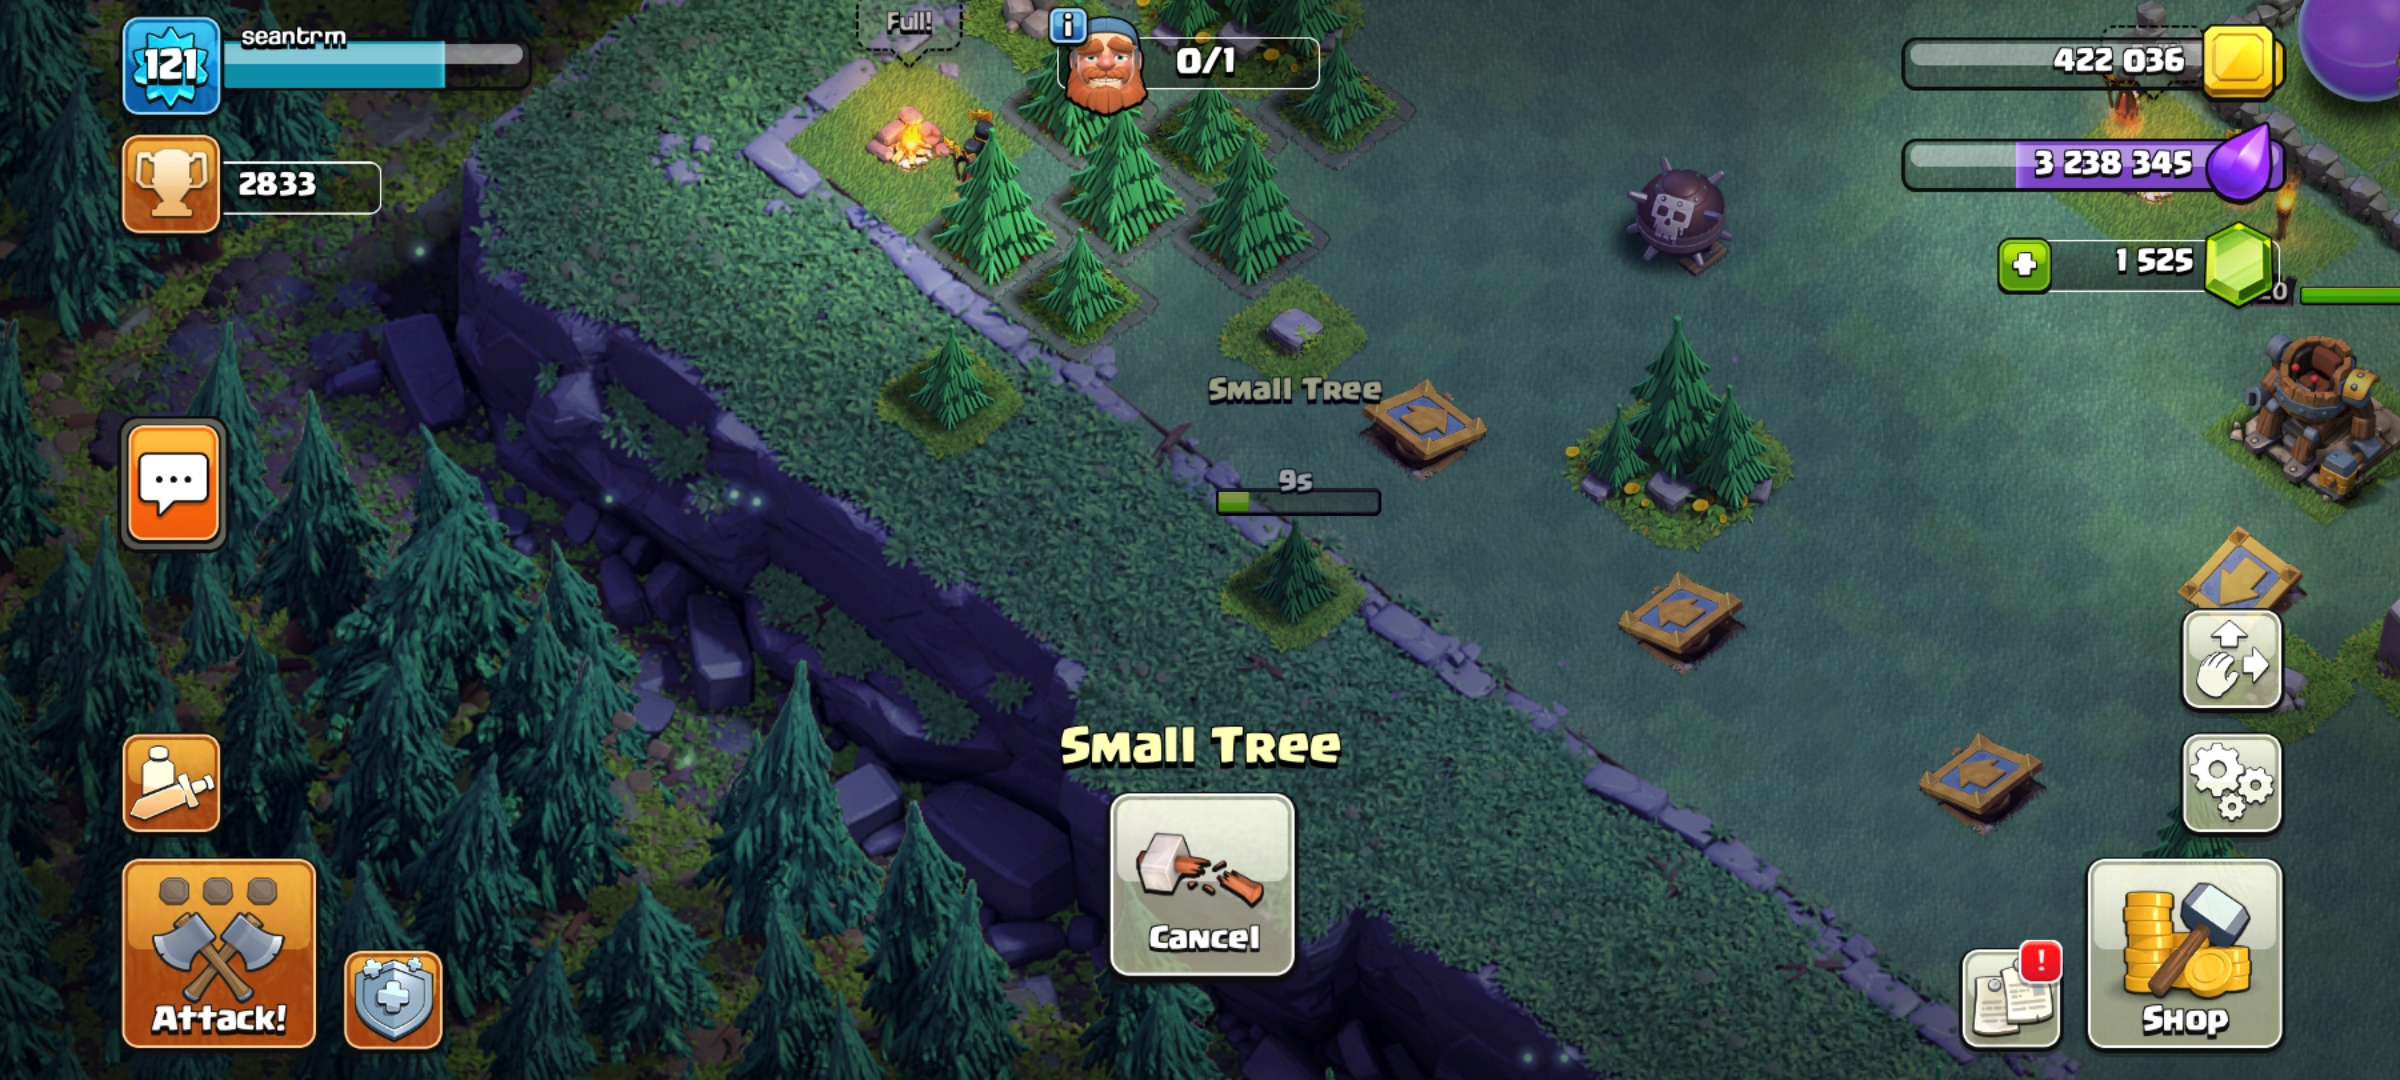 121
seantrm
Full!
i
0/1
422 036
2833
3 238 345
1 525
Small Tree
9s
Small Tree
Cancel
!
Attack!
Shop